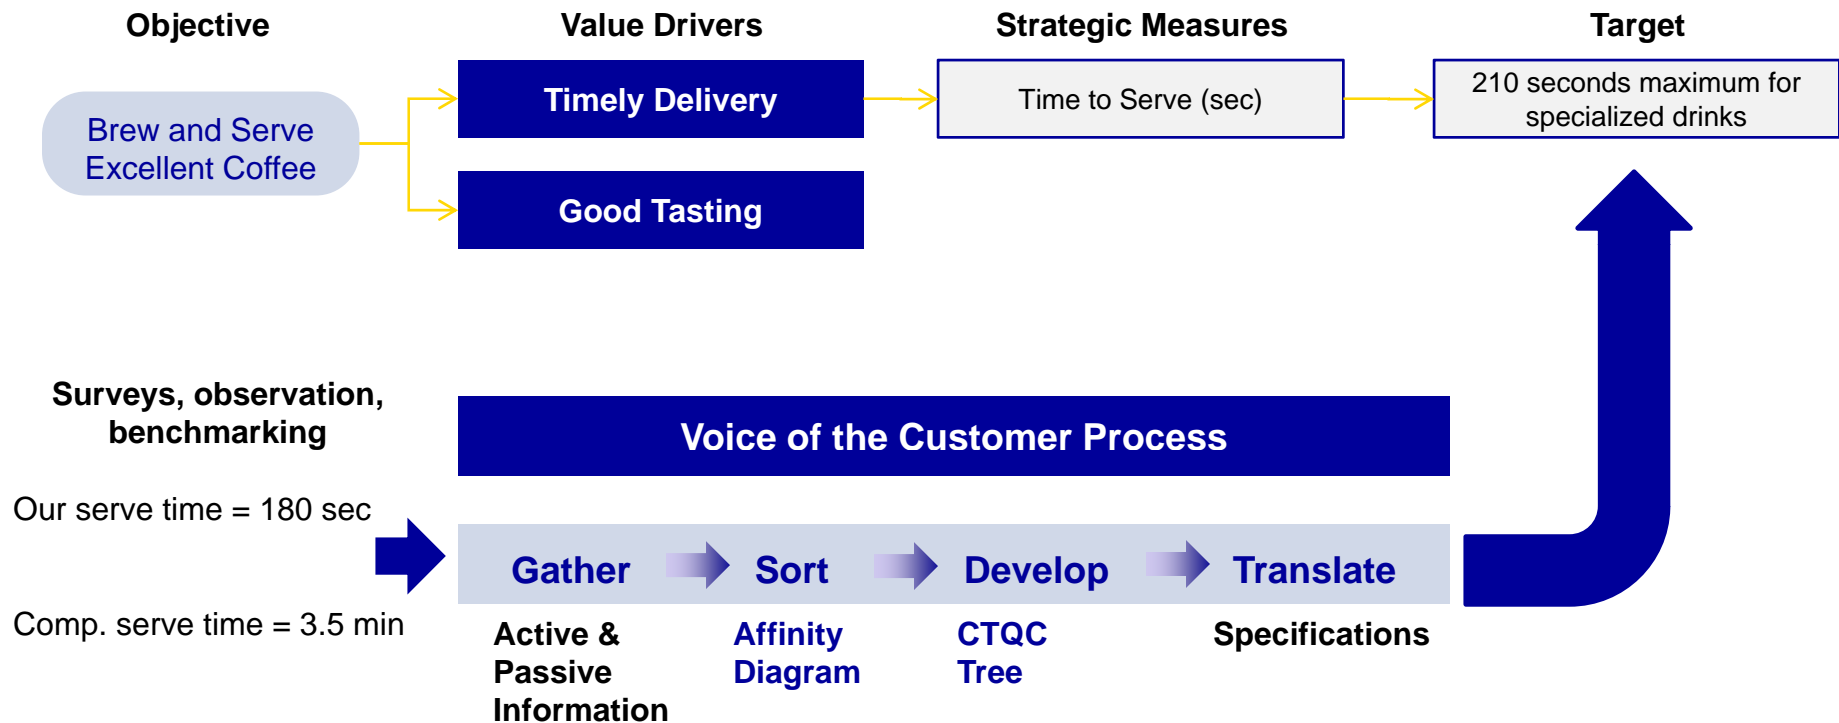 Objective
Value Drivers
Strategic Measures
Target
Brew and Serve
Excellent Coffee
Timely Delivery
Time to Serve (sec)
210 seconds maximum for
specialized drinks
Good Tasting
Surveys, observation,
benchmarking
Voice of the Customer Process
Our serve time = 180 sec
Comp. serve time = 3.5 min
Gather
Sort
Develop
Translate
Active &
Passive
Information
Affinity
Diagram
CTQC
Tree
Specifications